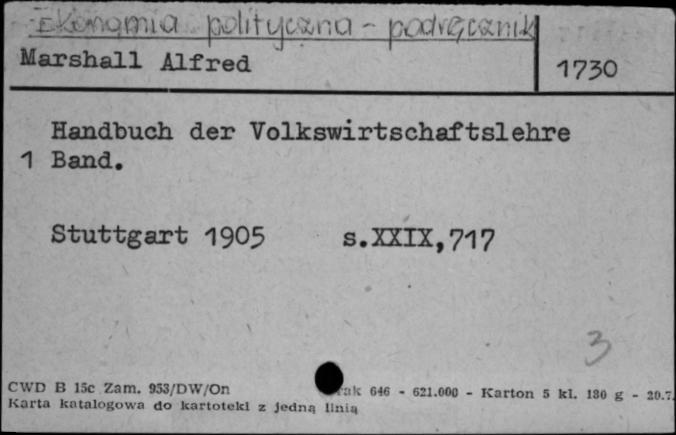 Ekonomia polityczna - podręcznik
Marshall Alfred
1730
Handbuch der Volkswirtschaftslehre
1 Band.
Stuttgart 1905 s.XXIX,717
3
CWD B 15c Zam. 953/DW/On 646 - 621.000 - Karton 5 kl. 180 g - 20.7.
Karta katalogowa do kartoteki z jedną linią